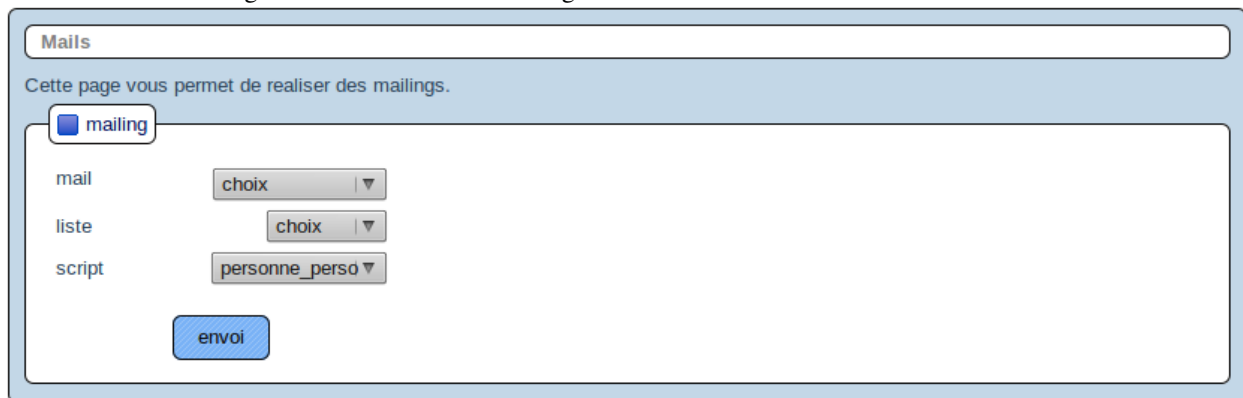 Mails
Cette page vous permet de realiser des mailings.
mailing
mail choix
liste choix
script personne_perso
envoi